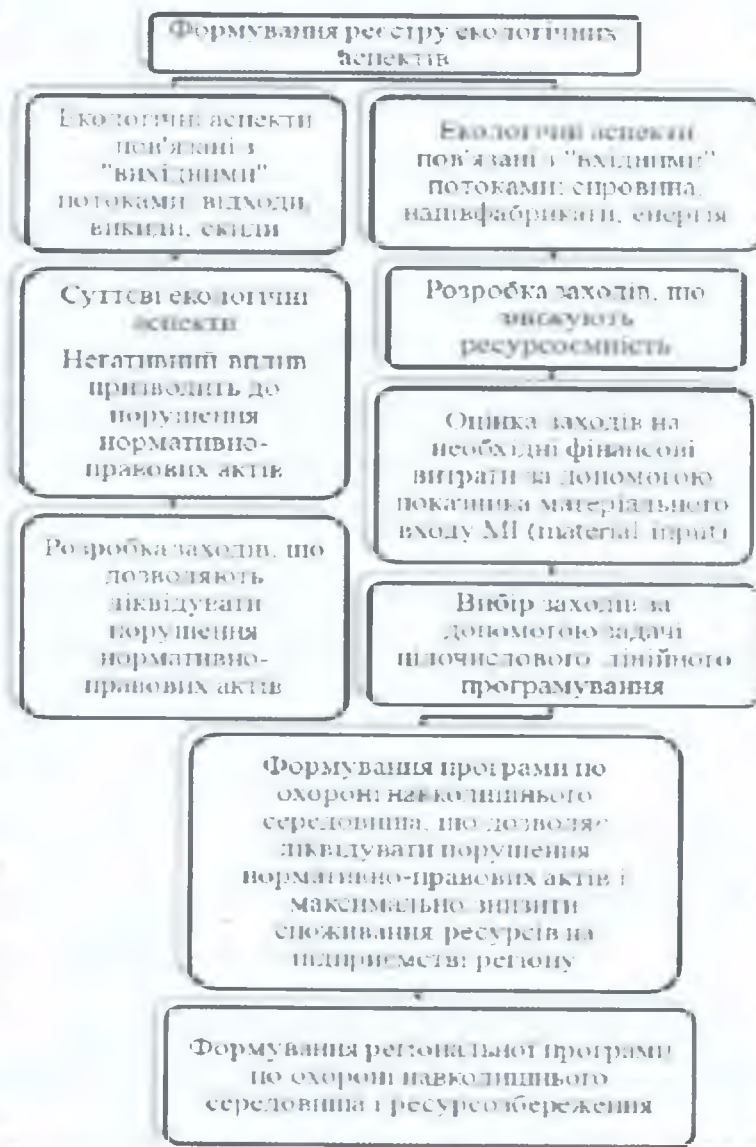 Формування реєстру екологічних
аспектів
Екологічні аспекти
пов'язані з
"вихідними"
потоками: відходи,
викиди, скиди
Суттєві екологічні
аспекти
Негативний вплив
призводить до
порушення
нормативно-
правових актів
Розробка заходів, що
дозволяють
ліквідувати
порушення
нормативно-
правових актів
Екологічні аспекти
пов'язані з "вхідними"
потоками: сировина,
напівфабрикати, енергія
Розробка заходів, що
знижують
ресурсоємність
Оцінка заходів на
необхідні фінансові
витрати за допомогою
показника матеріального
входу МІ (material input)
Вибір заходів за
допомогою задачі
цілочислового лінійного
програмування
Формування програми по
охороні навколишнього
середовища, що дозволяє
ліквідувати порушення
нормативно-правових актів і
максимально знизити
споживання ресурсів на
підприємстві регіону
Формування регіональної програми
по охороні навколишнього
середовища і ресурсозбереження